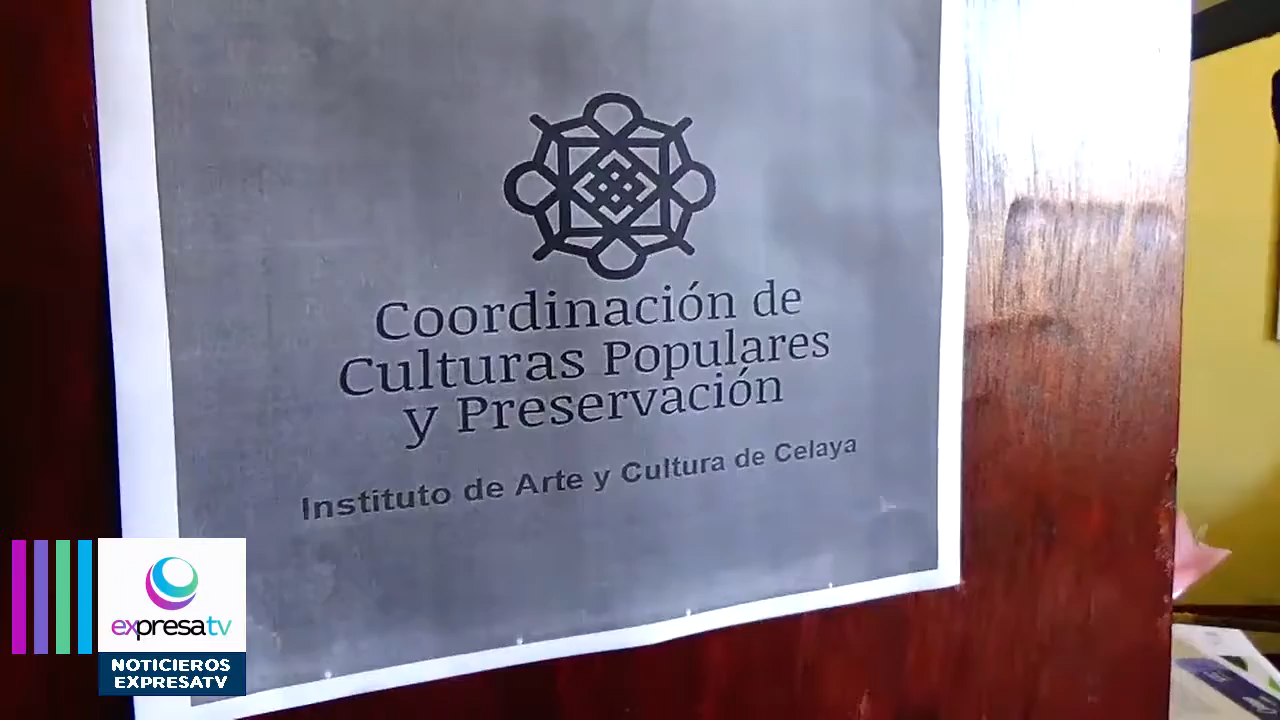 Coordinación de
Culturas Populares
y Preservación
Instituto de Arte y Cultura de Celaya
expresatv
NOTICIEROS
EXPRESATV